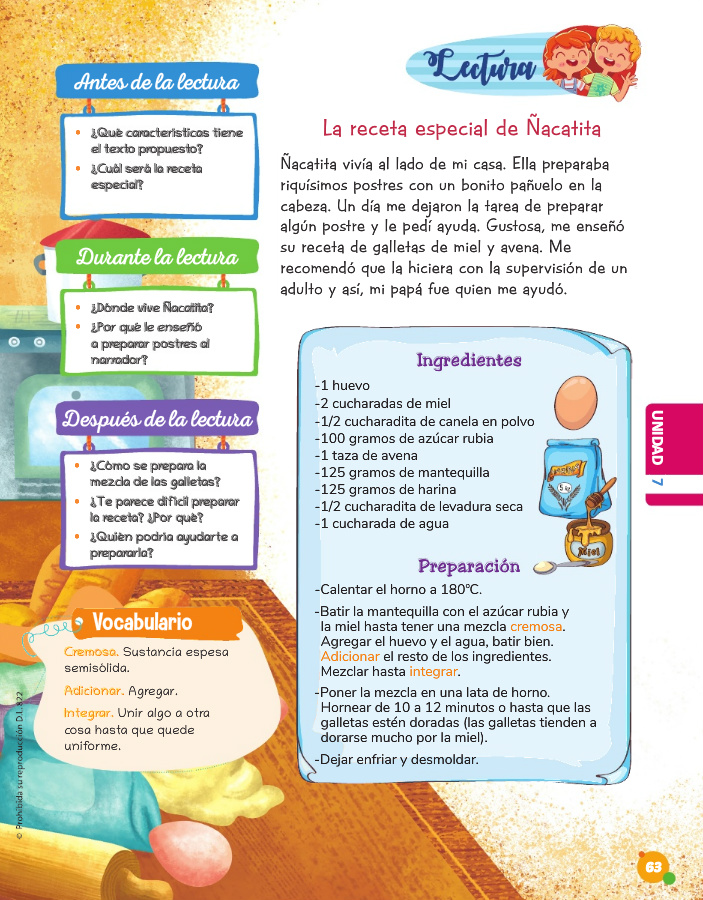 Lectura
Antes de la lectura
• ¿Qué características tiene
el texto propuesto?
• ¿Cuál será la receta
especial?
Durante la lectura
• ¿Dónde vive Ñacatita?
• ¿Por qué le enseñó
a preparar postres al
narrador?
Después de la lectura
• ¿Cómo se prepara la
mezcla de las galletas?
• ¿Te parece difícil preparar
la receta? ¿Por qué?
• ¿Quién podría ayudarte a
prepararla?
Vocabulario
Cremosa. Sustancia espesa
semisólida.
Adicionar. Agregar.
Integrar. Unir algo a otra
cosa hasta que quede
uniforme.
La receta especial de Ñacatita
Ñacatita vivía al lado de mi casa. Ella preparaba
riquísimos postres con un bonito pañuelo en la
cabeza. Un día me dejaron la tarea de preparar
algún postre y le pedí ayuda. Gustosa, me enseñó
su receta de galletas de miel y avena. Me
recomendó que la hiciera con la supervisión de un
adulto y así, mi papá fue quien me ayudó.
Ingredientes
-1 huevo
-2 cucharadas de miel
-1/2 cucharadita de canela en polvo
-100 gramos de azúcar rubia
-1 taza de avena
-125 gramos de mantequilla
-125 gramos de harina
-1/2 cucharadita de levadura seca
-1 cucharada de agua
Miel
Preparación
-Calentar el horno a 180°C.
-Batir la mantequilla con el azúcar rubia y
la miel hasta tener una mezcla cremosa.
Agregar el huevo y el agua, batir bien.
Adicionar el resto de los ingredientes.
Mezclar hasta integrar.
-Poner la mezcla en una lata de horno.
Hornear de 10 a 12 minutos o hasta que las
galletas estén doradas (las galletas tienden a
dorarse mucho por la miel).
-Dejar enfriar y desmoldar.
UNIDAD
7
© Prohibida su reproducción D.L. 822
63